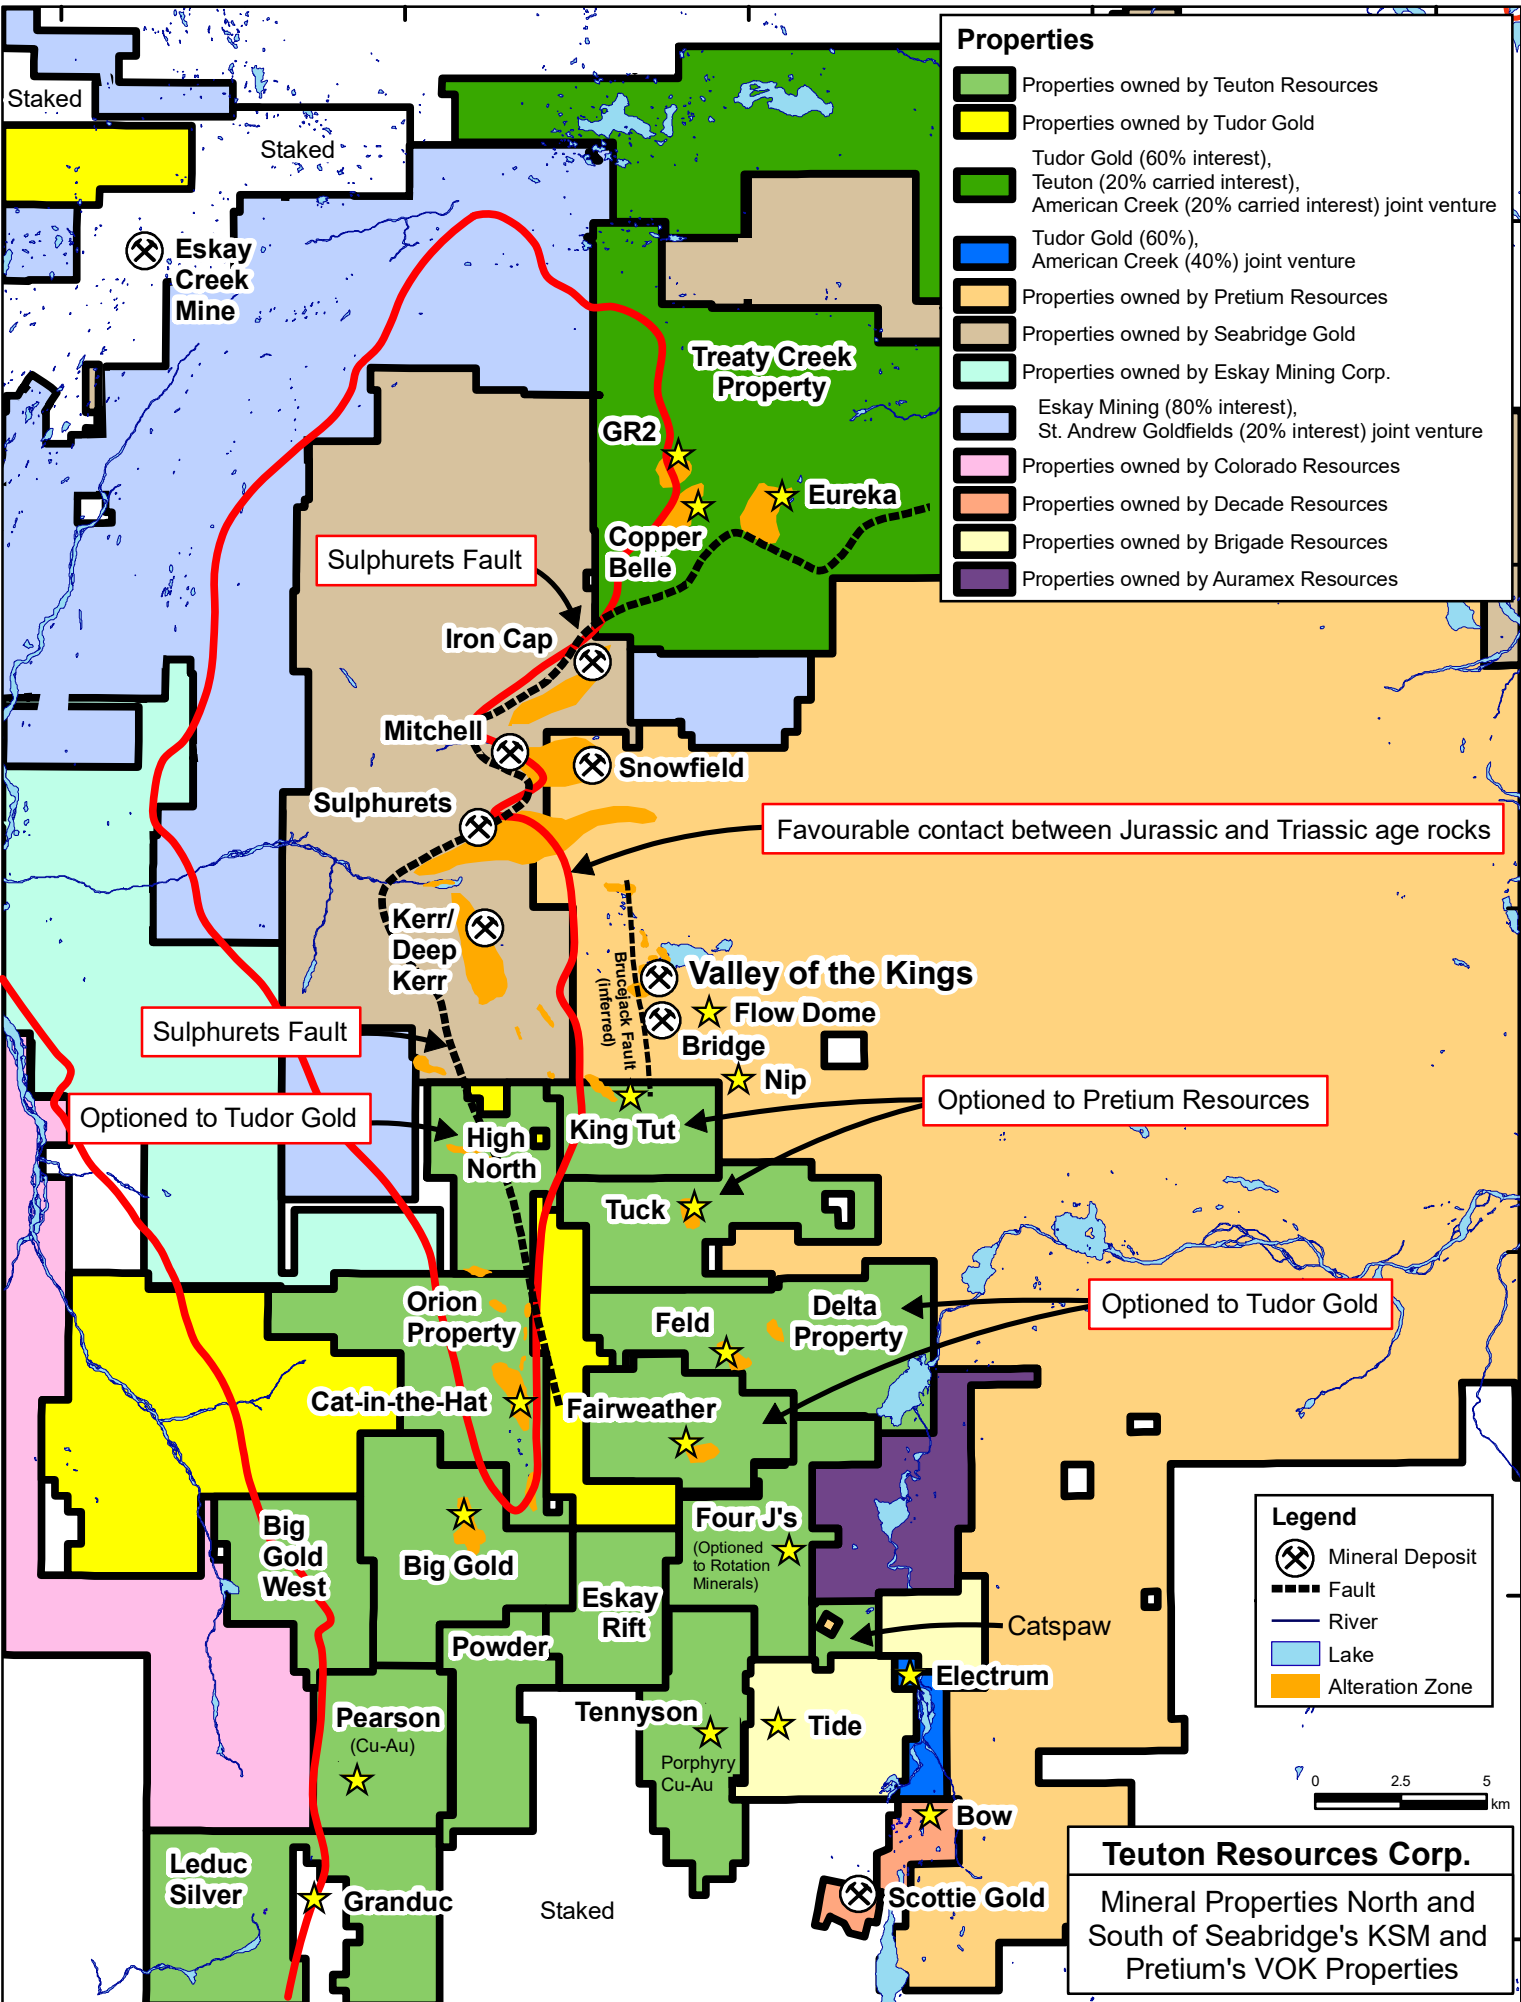 Properties
Properties owned by Teuton Resources
Properties owned by Tudor Gold
Tudor Gold (60% interest),
Teuton (20% carried interest),
American Creek (20% carried interest) joint venture
Tudor Gold (60%),
American Creek (40%) joint venture
Properties owned by Pretium Resources
Properties owned by Seabridge Gold
Properties owned by Eskay Mining Corp.
Eskay Mining (80% interest),
St. Andrew Goldfields (20% interest) joint venture
Properties owned by Colorado Resources
Properties owned by Decade Resources
Properties owned by Brigade Resources
Properties owned by Auramex Resources
Staked
Staked
Eskay
Creek
Mine
Treaty Creek
Property
GR2
Eureka
Copper
Belle
Sulphurets Fault
Iron Cap
Mitchell
Snowfield
Sulphurets
Favourable contact between Jurassic and Triassic age rocks
Kerr/
Deep
Kerr
Brucejack Fault
(inferred)
Valley of the Kings
Flow Dome
Bridge
Nip
Sulphurets Fault
Optioned to Tudor Gold
Optioned to Pretium Resources
High
North
King Tut
Tuck
Orion
Property
Feld
Delta
Property
Optioned to Tudor Gold
Cat-in-the-Hat
Fairweather
Big
Gold
West
Big Gold
Four J's
(Optioned
to Rotation
Minerals)
Eskay
Rift
Powder
Catspaw
Electrum
Pearson
(Cu-Au)
Tennyson
Porphyry
Cu-Au
Tide
Bow
Leduc
Silver
Granduc
Staked
Scottie Gold
Legend
Mineral Deposit
Fault
River
Lake
Alteration Zone
0 2.5 5
km
Teuton Resources Corp.
Mineral Properties North and
South of Seabridge's KSM and
Pretium's VOK Properties